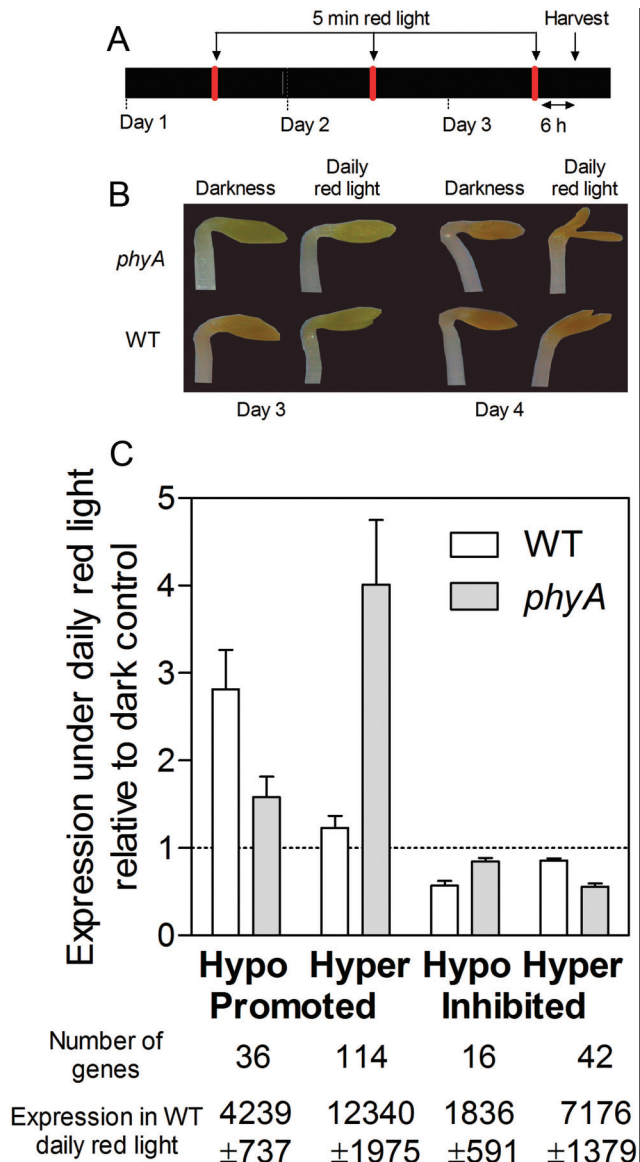 A
5 min red light
Harvest
Day 1
Day 2
Day 3
6 h
B
Darkness
Daily
red light
Darkness
Daily
red light
phyA
WT
Day 3
Day 4
C
Expression under daily red light
relative to dark control
5
4
3
2
1
0
WT
phyA
Hypo Hyper Hypo Hyper
Promoted Inhibited
Number of
genes
36 114 16 42
Expression in WT
daily red light
4239 12340 1836 7176
±737 ±1975 ±591 ±1379